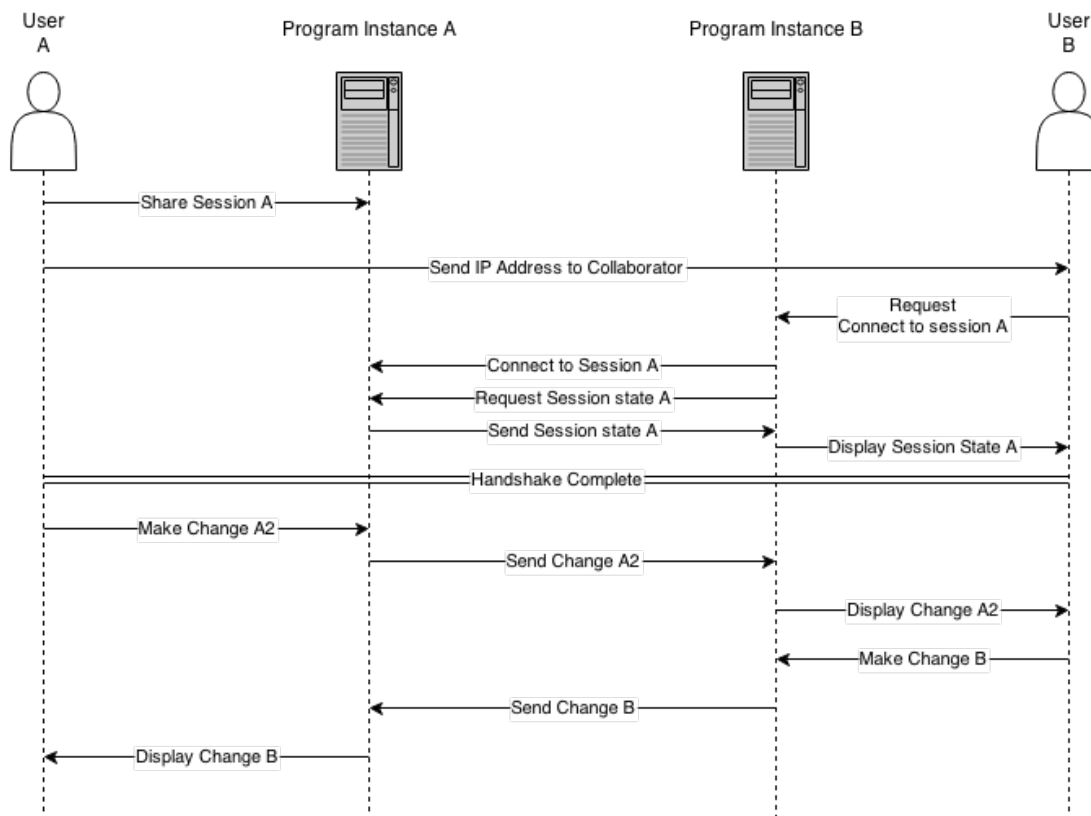 User
A
Program Instance A
Program Instance B
User
B
Share Session A
Send IP Address to Collaborator
Request
Connect to session A
Connect to Session A
Request Session state A
Send Session state A
Display Session State A
Handshake Complete
Make Change A2
Send Change A2
Display Change A2
Make Change B
Send Change B
Display Change B